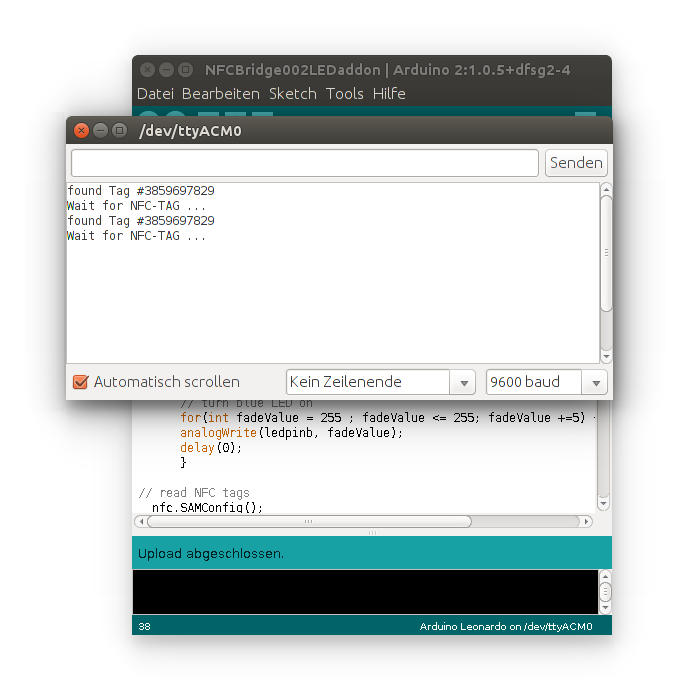 NFCBridge002LEDaddon | Arduino 2:1.0.5+dfsg2-4
Datei Bearbeiten Sketch Tools Hilfe
/dev/ttyACM0
Senden
found Tag #3859697829
Wait for NFC-TAG ...
found Tag #3859697829
Wait for NFC-TAG ...
Automatisch scrollen
Kein Zeilenende
9600 baud
// turn blue LED on
for(int fadeValue = 255 ; fadeValue <= 255; fadeValue +=5)
analogWrite(ledpinb, fadeValue);
delay(0);
}
// read NFC tags
nfc.SAMConfig();
Upload abgeschlossen.
38
Arduino Leonardo on /dev/ttyACM0